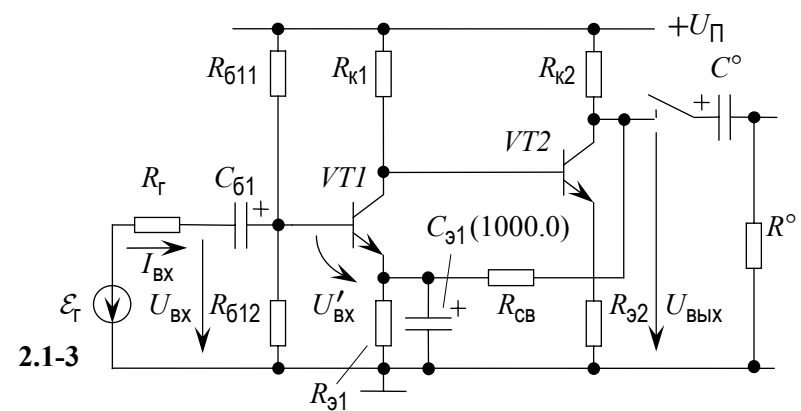 +U_П
R_б11
R_к1
R_к2
C°
VT2
R_г
C_б1
+
VT1
C_э1(1000.0)
+
R°
I_вх
ℰ_г
U_вх
R_б12
U′_вх
+
R_св
R_э2
U_вых
2.1-3
R_э1